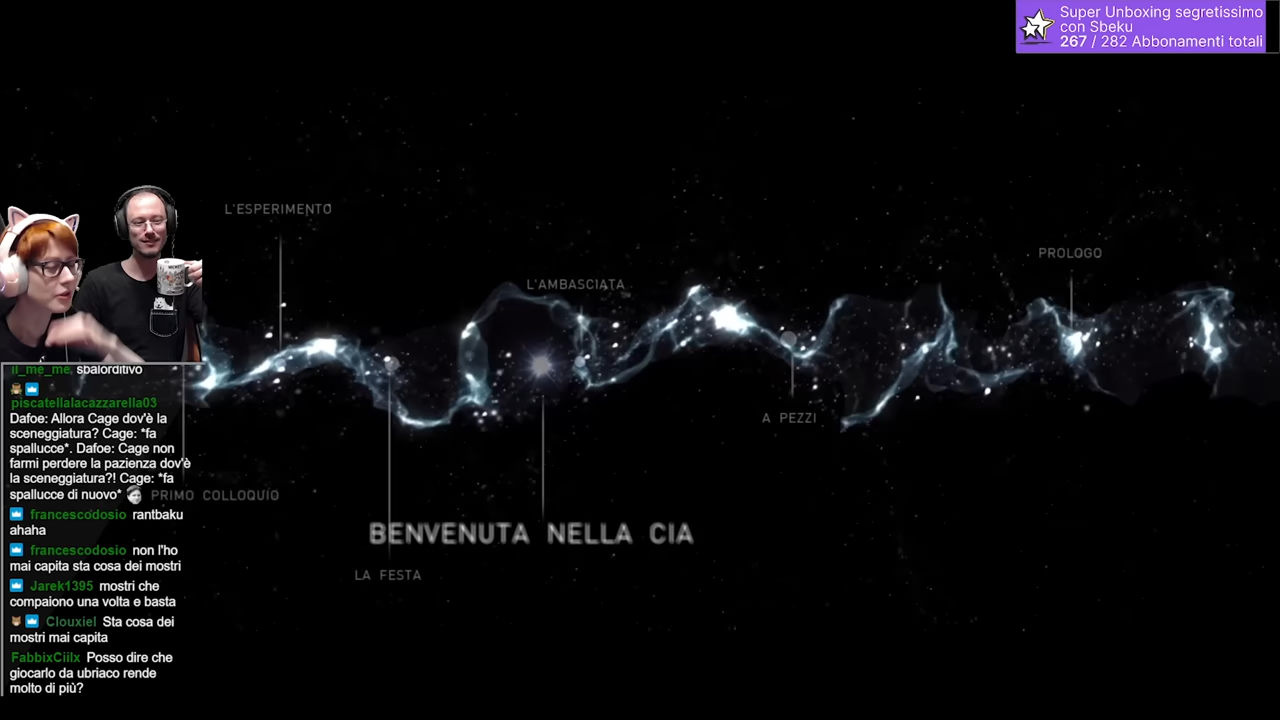 Super Unboxing segretissimo
con Sbeku
267 / 282 Abbonamenti totali
L'ESPERIMENTO
PROLOGO
L'AMBASCIATA
A PEZZI
PRIMO COLLOQUIO
BENVENUTA NELLA CIA
LA FESTA
il_me_me sbalorditivo
piscatellalacazzarella03
Dafoe: Allora Cage dov'è la
sceneggiatura? Cage: *fa
spallucce*. Dafoe: Cage non
farmi perdere la pazienza dov'è
la sceneggiatura?! Cage: *fa
spallucce di nuovo*
francescodosio rantbaku
ahaha
francescodosio non l'ho
mai capita sta cosa dei mostri
Jarek1395 mostri che
compaiono una volta e basta
Clouxiel Sta cosa dei
mostri mai capita
FabbixCiilx Posso dire che
giocarlo da ubriaco rende
molto di più?